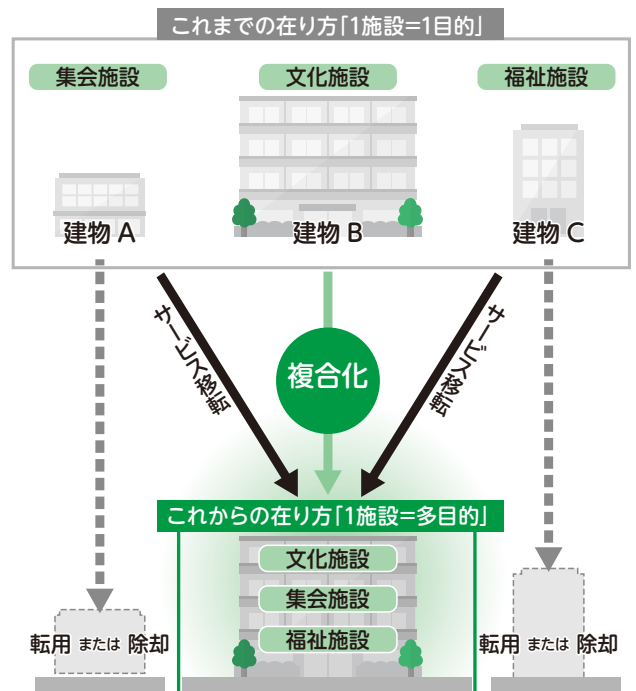 これまでの在り方「1施設=1目的」
集会施設
文化施設
福祉施設
建物 A
建物 B
建物 C
サービス移転
複合化
サービス移転
これからの在り方「1施設=多目的」
文化施設
集会施設
福祉施設
転用 または 除却
転用 または 除却